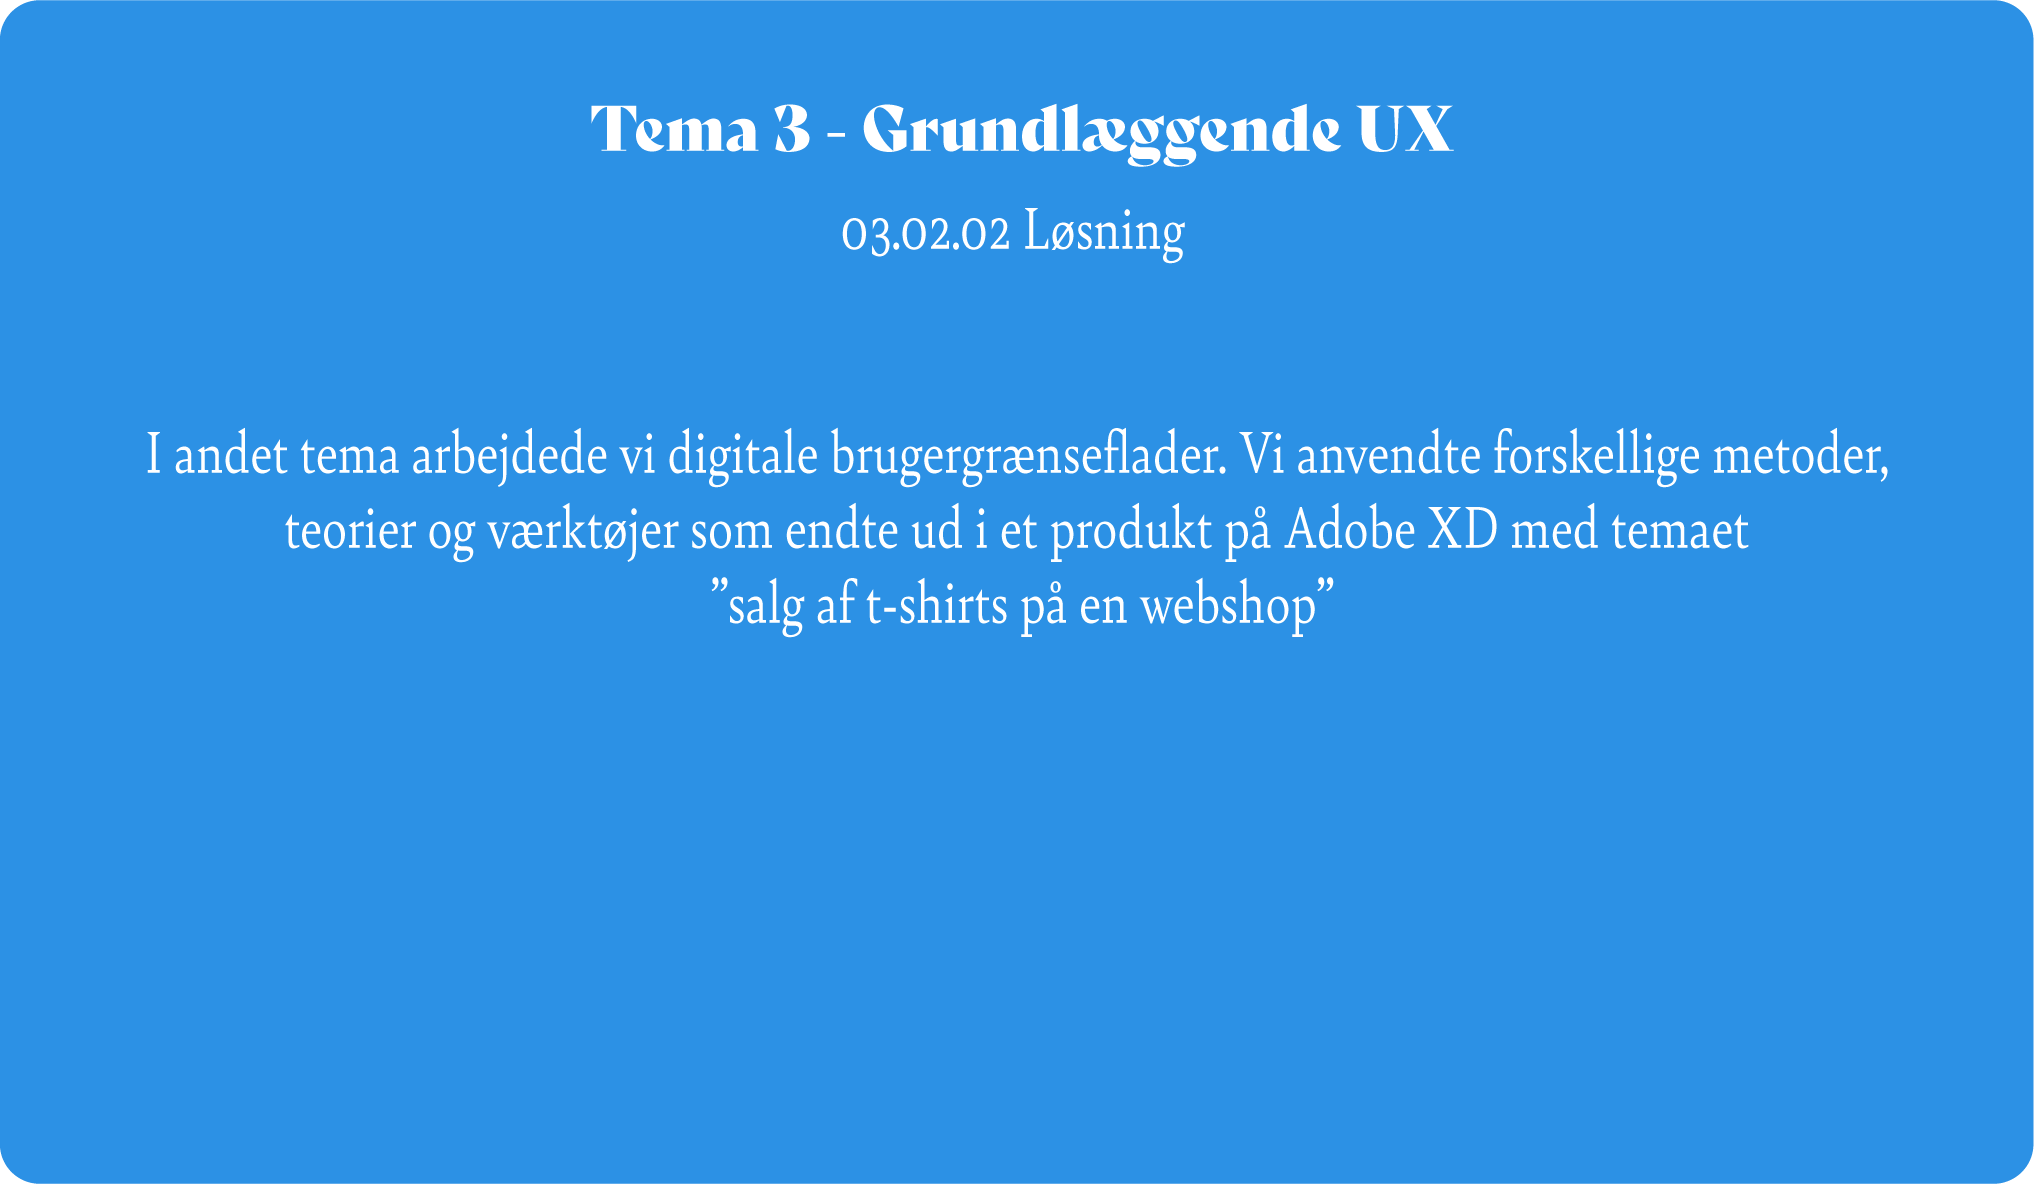 Tema 3 - Grundlæggende UX
03.02.02 Løsning
I andet tema arbejdede vi digitale brugergrænseflader. Vi anvendte forskellige metoder,
teorier og værktøjer som endte ud i et produkt på Adobe XD med temaet
”salg af t-shirts på en webshop”